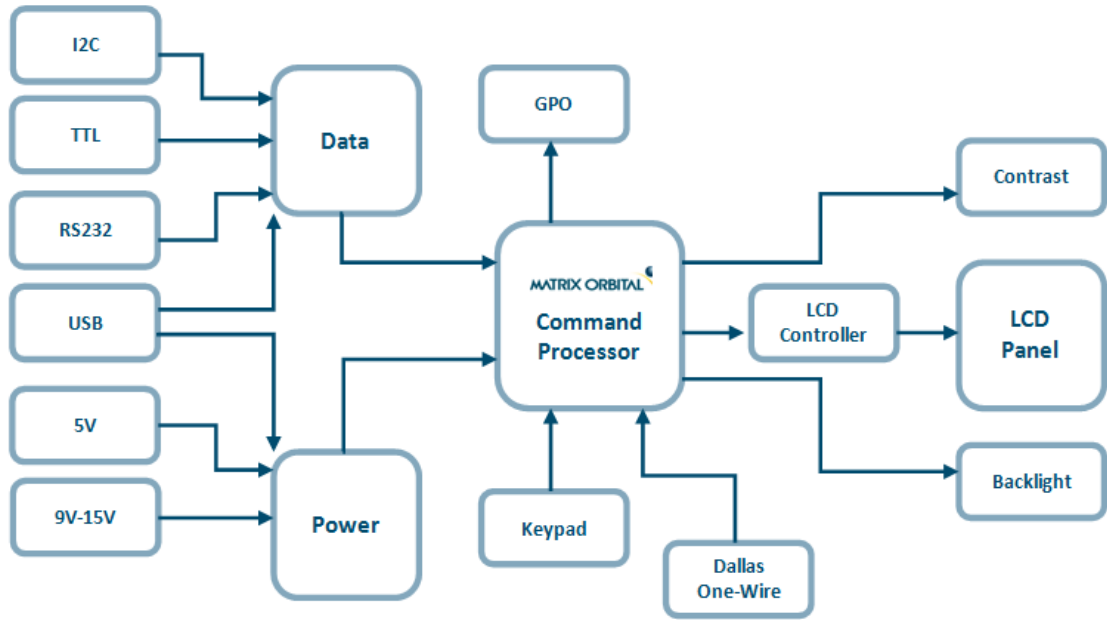 I2C
TTL
RS232
USB
5V
9V-15V
Data
Power
GPO
MATRIX ORBITAL
Command
Processor
Keypad
Dallas
One-Wire
LCD
Controller
Contrast
LCD
Panel
Backlight